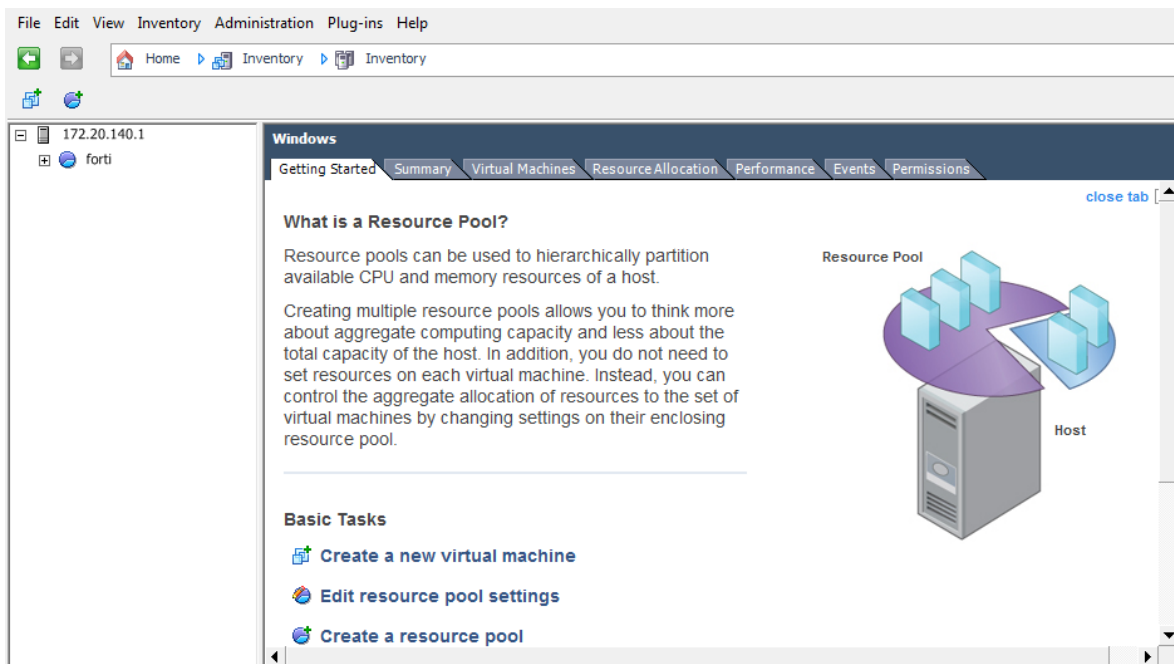 File Edit View Inventory Administration Plug-ins Help
Home Inventory Inventory
172.20.140.1
forti
Windows
Getting Started Summary Virtual Machines Resource Allocation Performance Events Permissions
close tab [
What is a Resource Pool?
Resource pools can be used to hierarchically partition
available CPU and memory resources of a host.
Creating multiple resource pools allows you to think more
about aggregate computing capacity and less about the
total capacity of the host. In addition, you do not need to
set resources on each virtual machine. Instead, you can
control the aggregate allocation of resources to the set of
virtual machines by changing settings on their enclosing
resource pool.
Resource Pool
Host
Basic Tasks
Create a new virtual machine
Edit resource pool settings
Create a resource pool